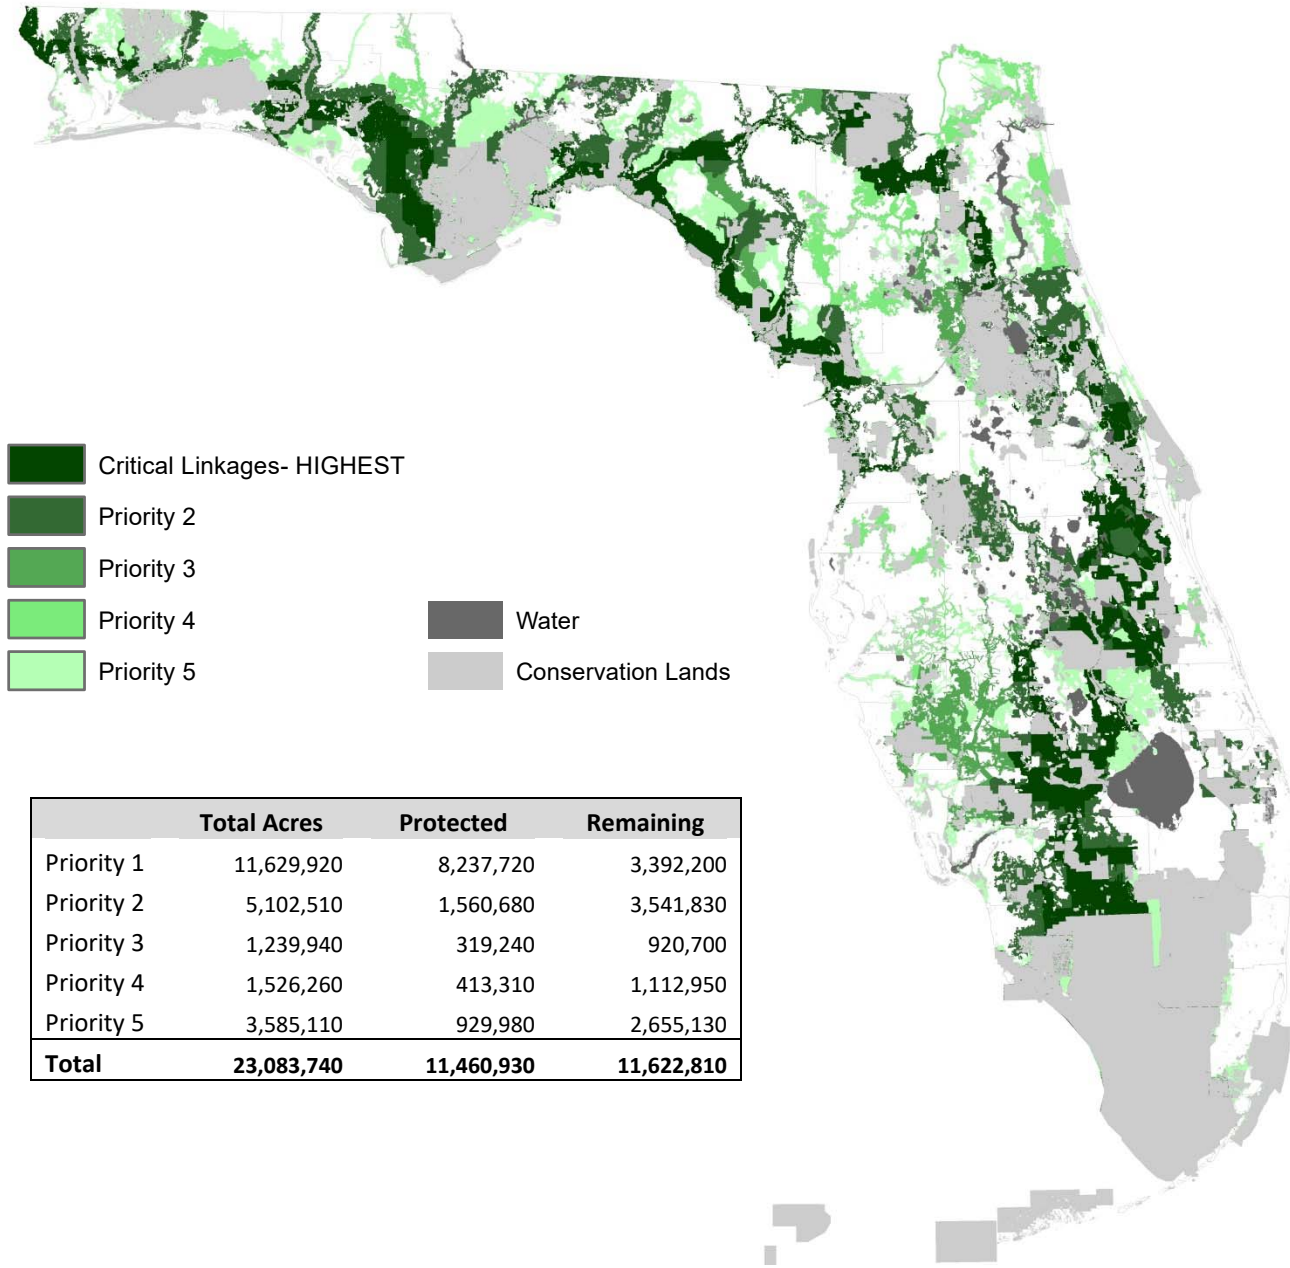 Critical Linkages- HIGHEST
Priority 2
Priority 3
Priority 4
Priority 5
Water
Conservation Lands
Total Acres Protected Remaining
Priority 1 11,629,920 8,237,720 3,392,200
Priority 2 5,102,510 1,560,680 3,541,830
Priority 3 1,239,940 319,240 920,700
Priority 4 1,526,260 413,310 1,112,950
Priority 5 3,585,110 929,980 2,655,130
Total 23,083,740 11,460,930 11,622,810